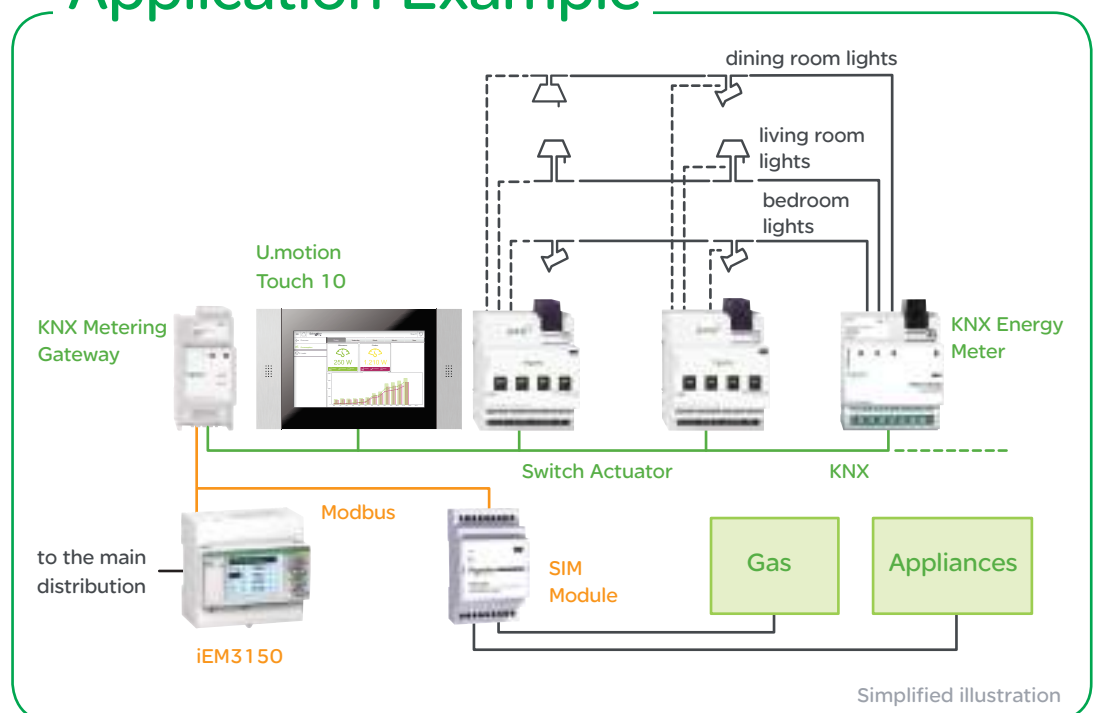 Application Example
dining room lights
living room
lights
bedroom
lights
U.motion
Touch 10
KNX Metering
Gateway
250 W
KNX Energy
Meter
Switch Actuator
KNX
Modbus
to the main
distribution
SIM
Module
Gas
Appliances
iEM3150
Simplified illustration